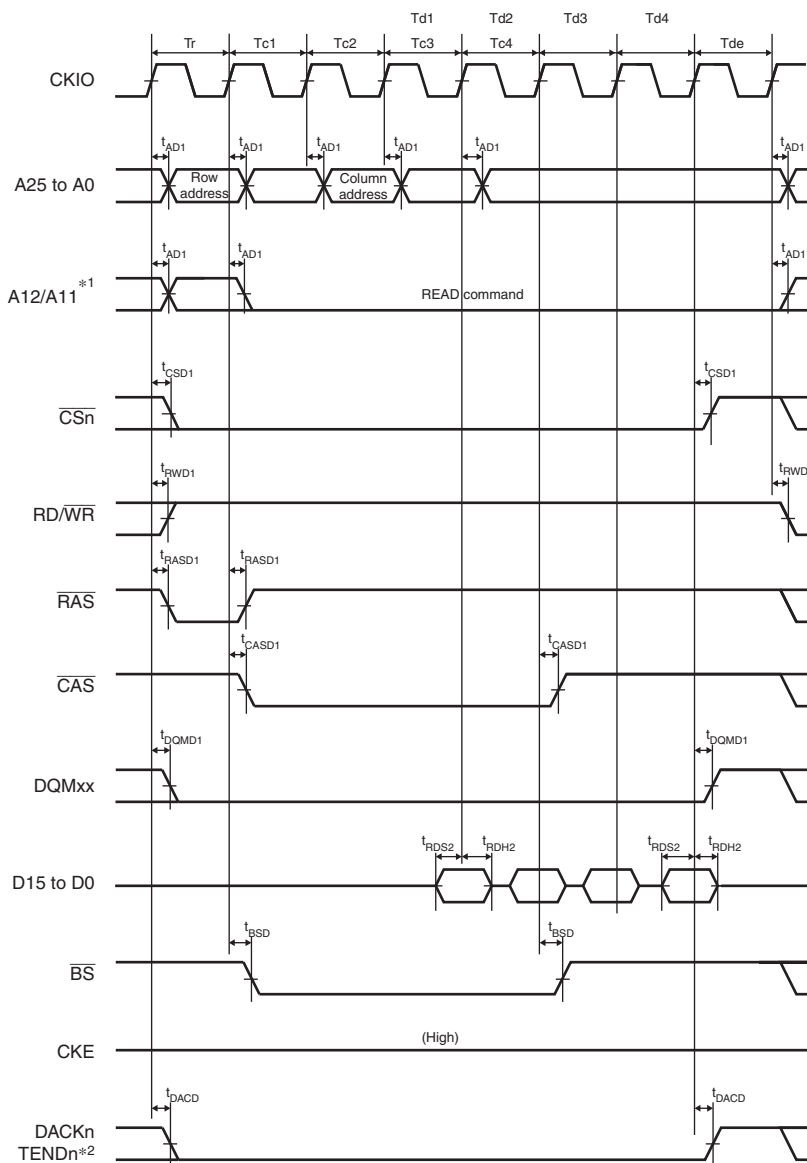 Td1 Td2 Td3 Td4
Tr Tc1 Tc2 Tc3 Tc4 Tde
CKIO
tAD1 tAD1 tAD1 tAD1 tAD1 tAD1
A25 to A0
Row address
Column address
tAD1 tAD1 tAD1
A12/A11*1
READ command
tCSD1 tCSD1
CSn
tRWD1 tRWD
RD/WR
tRASD1 tRASD1
RAS
tCASD1 tCASD1
CAS
tDQMD1 tDQMD1
DQMxx
tRDS2 tRDH2 tRDS2 tRDH2
D15 to D0
tBSD tBSD
BS
(High)
CKE
tDACD tDACD
DACKn
TENDn*2